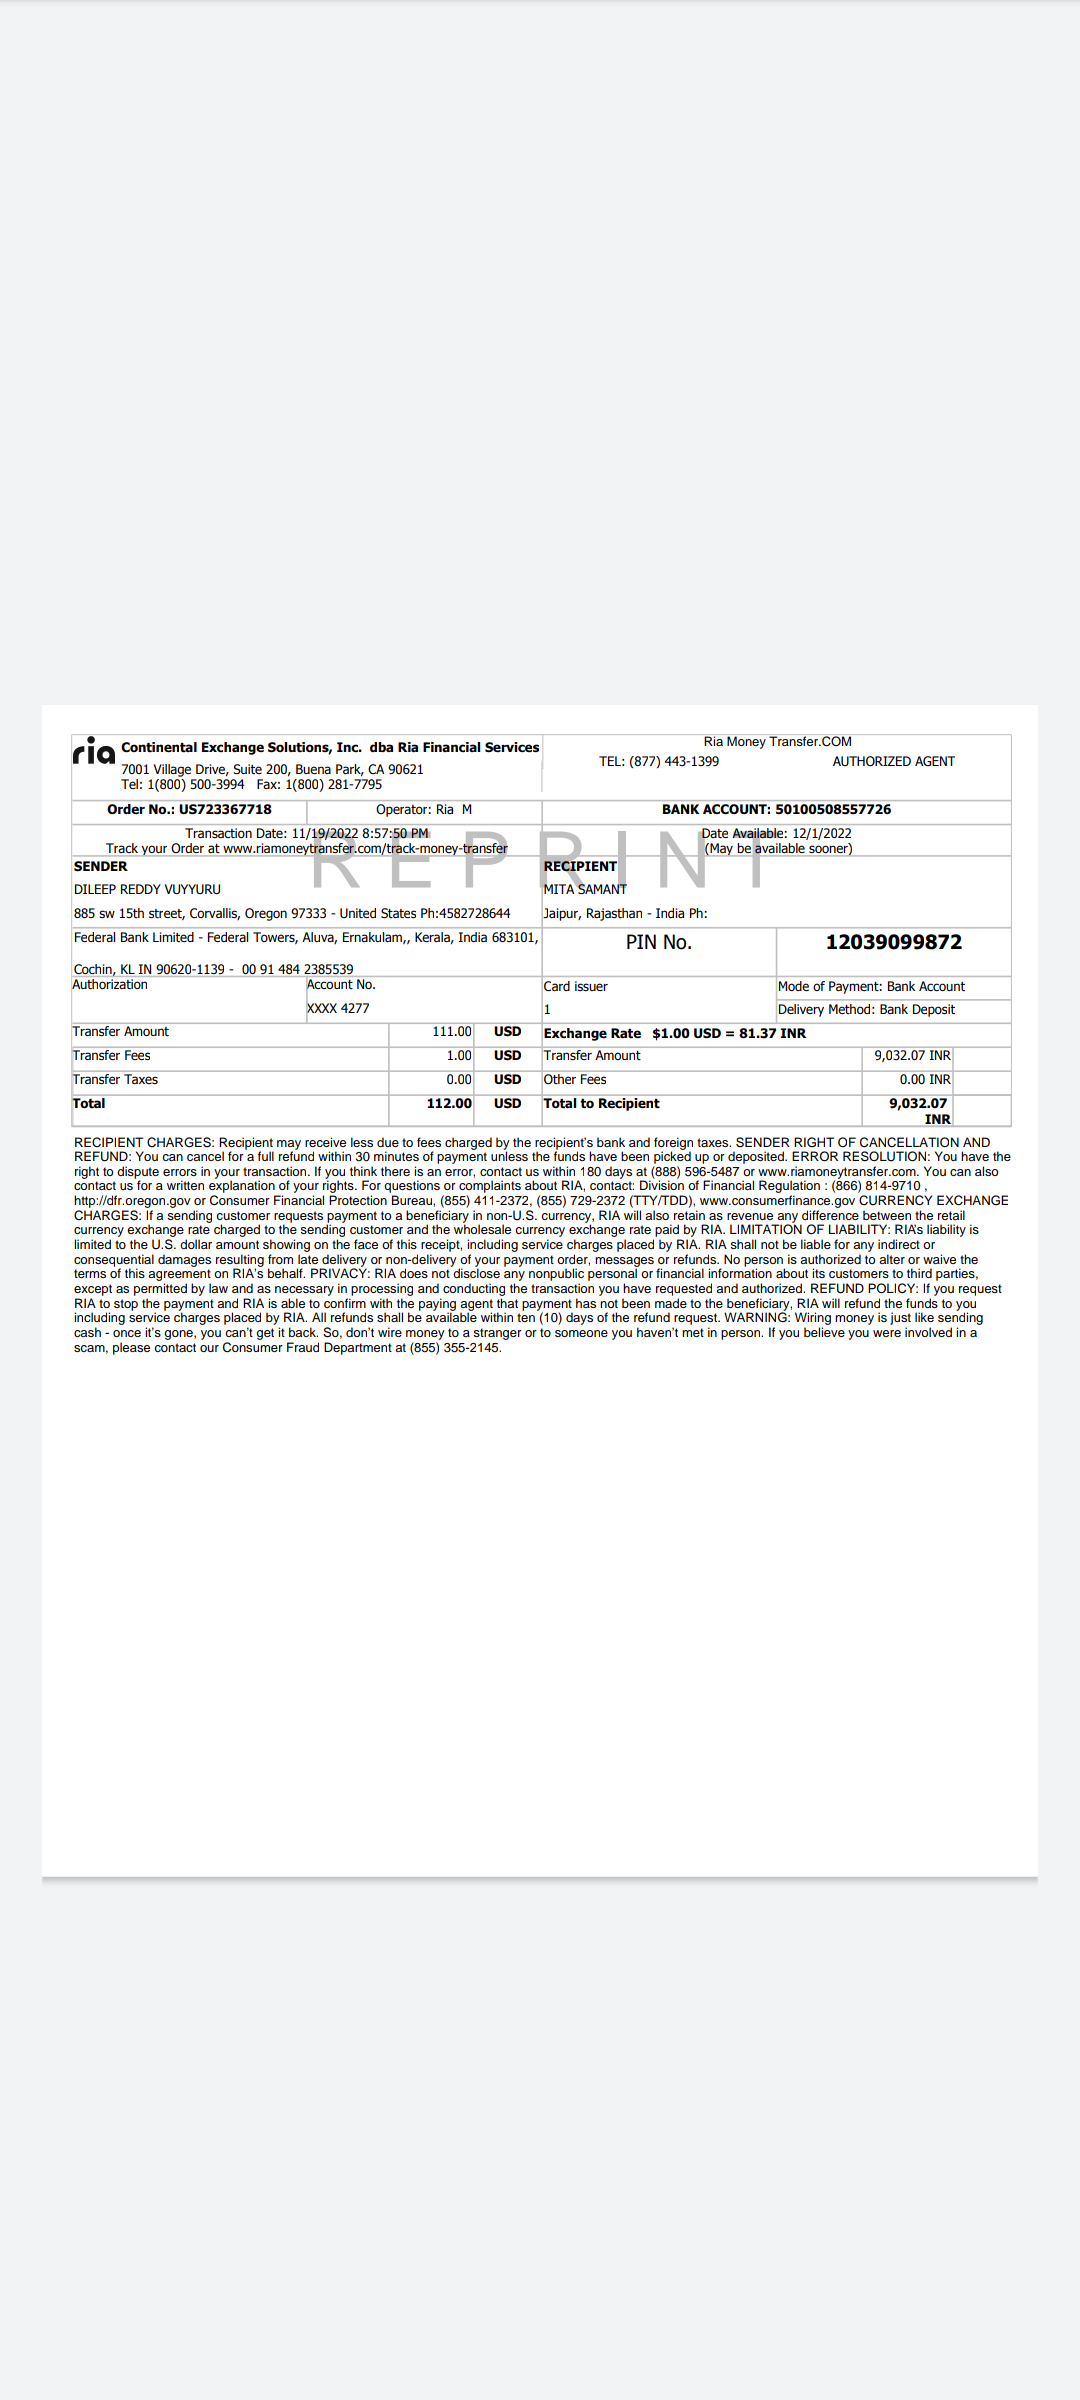 ria Continental Exchange Solutions, Inc.  dba Ria Financial Services
7001 Village Drive, Suite 200, Buena Park, CA 90621
Tel: 1(800) 500-3994   Fax: 1(800) 281-7795
Ria Money Transfer.COM
TEL: (877) 443-1399 AUTHORIZED AGENT
Order No.: US723367718 Operator: Ria  M BANK ACCOUNT: 50100508557726
Transaction Date: 11/19/2022 8:57:50 PM
Track your Order at www.riamoneytransfer.com/track-money-transfer
Date Available: 12/1/2022
(May be available sooner)
REPRINT
SENDER
DILEEP REDDY VUYYURU
885 sw 15th street, Corvallis, Oregon 97333 - United States Ph:4582728644
RECIPIENT
MITA SAMANT
Jaipur, Rajasthan - India Ph:
Federal Bank Limited - Federal Towers, Aluva, Ernakulam,, Kerala, India 683101,
Cochin, KL IN 90620-1139 -  00 91 484 2385539
PIN No. 12039099872
Authorization
Account No.
XXXX 4277
Card issuer
1
Mode of Payment: Bank Account
Delivery Method: Bank Deposit
Transfer Amount 111.00 USD
Transfer Fees 1.00 USD
Transfer Taxes 0.00 USD
Total 112.00 USD
Exchange Rate   $1.00 USD = 81.37 INR
Transfer Amount 9,032.07 INR
Other Fees 0.00 INR
Total to Recipient 9,032.07
INR
RECIPIENT CHARGES: Recipient may receive less due to fees charged by the recipient's bank and foreign taxes. SENDER RIGHT OF CANCELLATION AND
REFUND: You can cancel for a full refund within 30 minutes of payment unless the funds have been picked up or deposited. ERROR RESOLUTION: You have the
right to dispute errors in your transaction. If you think there is an error, contact us within 180 days at (888) 596-5487 or www.riamoneytransfer.com. You can also
contact us for a written explanation of your rights. For questions or complaints about RIA, contact: Division of Financial Regulation : (866) 814-9710 ,
http://dfr.oregon.gov or Consumer Financial Protection Bureau, (855) 411-2372, (855) 729-2372 (TTY/TDD), www.consumerfinance.gov CURRENCY EXCHANGE
CHARGES: If a sending customer requests payment to a beneficiary in non-U.S. currency, RIA will also retain as revenue any difference between the retail
currency exchange rate charged to the sending customer and the wholesale currency exchange rate paid by RIA. LIMITATION OF LIABILITY: RIA's liability is
limited to the U.S. dollar amount showing on the face of this receipt, including service charges placed by RIA. RIA shall not be liable for any indirect or
consequential damages resulting from late delivery or non-delivery of your payment order, messages or refunds. No person is authorized to alter or waive the
terms of this agreement on RIA's behalf. PRIVACY: RIA does not disclose any nonpublic personal or financial information about its customers to third parties,
except as permitted by law and as necessary in processing and conducting the transaction you have requested and authorized. REFUND POLICY: If you request
RIA to stop the payment and RIA is able to confirm with the paying agent that payment has not been made to the beneficiary, RIA will refund the funds to you
including service charges placed by RIA. All refunds shall be available within ten (10) days of the refund request. WARNING: Wiring money is just like sending
cash - once it's gone, you can't get it back. So, don't wire money to a stranger or to someone you haven't met in person. If you believe you were involved in a
scam, please contact our Consumer Fraud Department at (855) 355-2145.